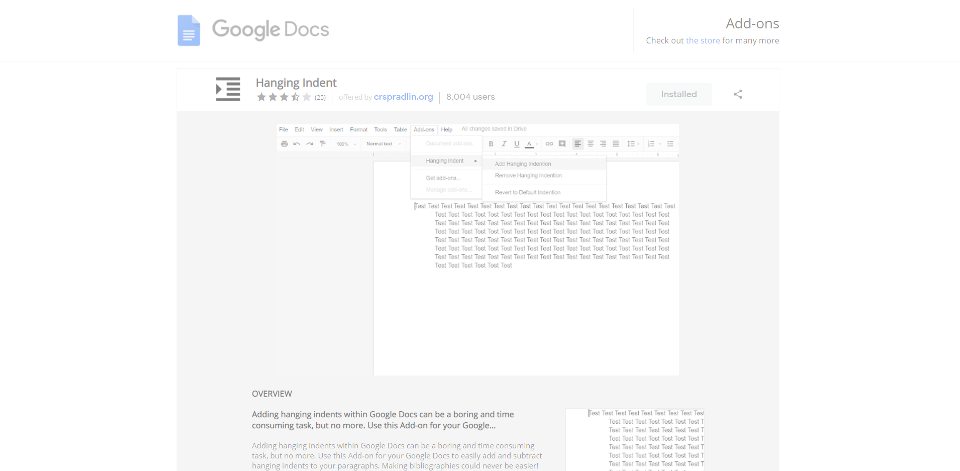 Google Docs
Add-ons
Check out the store for many more
Hanging Indent
(25) offered by crspradlin.org 8,004 users
Installed
File Edit View Insert Format Tools Table Add-ons Help All changes saved in Drive
Normal text B I U A
Document add-ons
Hanging Indent
Add Hanging Indention
Remove Hanging Indention
Get add-ons...
Manage add-ons...
Revert to Default Indention
Test Test Test Test Test Test Test Test Test Test Test Test Test Test Test Test Test Test Test Test
Test Test Test Test Test Test Test Test Test Test Test Test Test Test Test Test Test Test
Test Test Test Test Test Test Test Test Test Test Test Test Test Test Test Test Test Test
Test Test Test Test Test Test Test Test Test Test Test Test Test Test Test Test Test Test
Test Test Test Test Test Test Test Test Test Test Test Test Test Test Test Test Test Test
Test Test Test Test Test Test Test Test Test Test Test Test Test Test Test Test Test Test
Test Test Test Test Test Test Test Test Test Test Test Test Test Test Test Test Test Test
Test Test Test Test Test Test
OVERVIEW
Adding hanging indents within Google Docs can be a boring and time
consuming task, but no more. Use this Add-on for your Google...
Adding hanging indents within Google Docs can be a boring and time consuming
task, but no more. Use this Add-on for your Google Docs to easily add and subtract
hanging indents to your paragraphs. Making bibliographies could never be easier!
Test Test Test Test Test Test Test Test Test
Test Test Test Test Test Test Test T
Test Test Test Test Test Test Test T
Test Test Test Test Test Test Test T
Test Test Test Test Test Test Test T
Test Test Test Test Test Test Test T
Test Test Test Test Test Test Test T